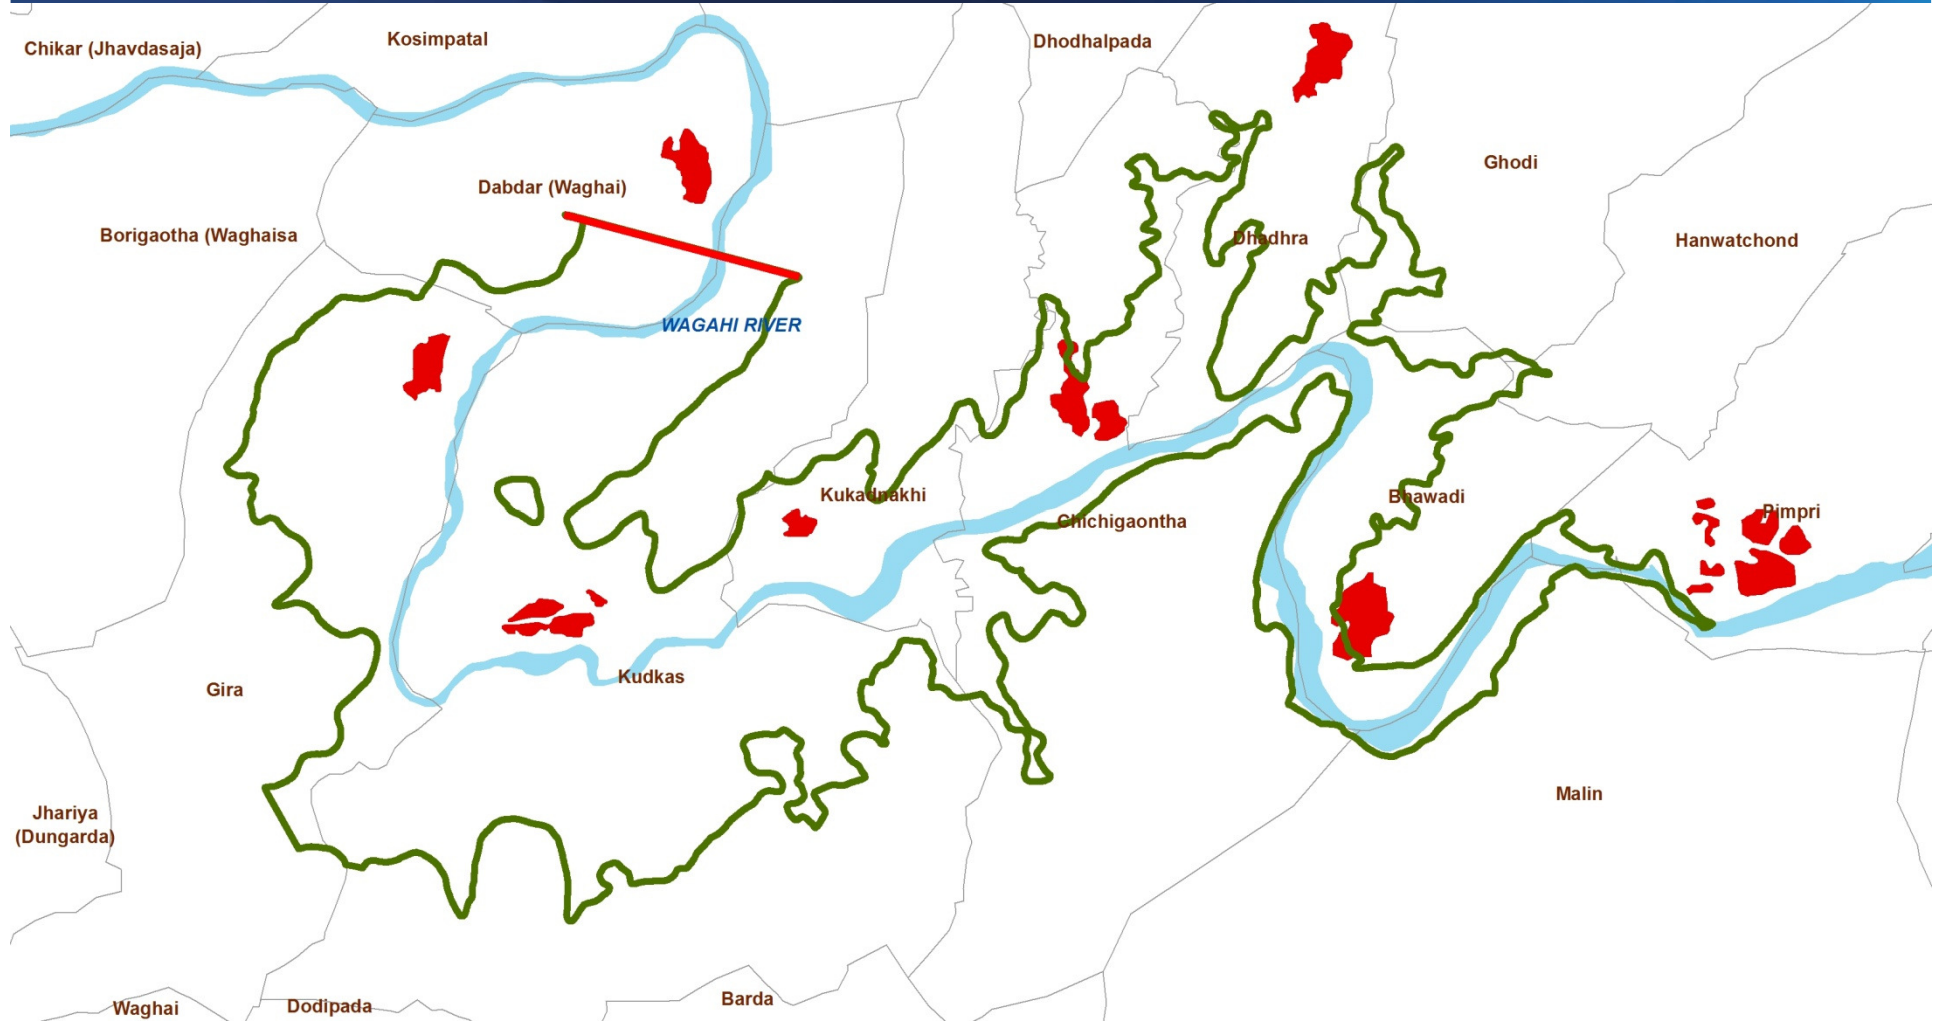 Dhodhalpada
Kosimpatal
Chikar (Jhavdasaja)
Ghodi
Dabdar (Waghai)
Borigaotha (Waghaisa
Dhadhra
Hanwatchond
WAGAHI RIVER
Kukadnakhi
Bhawadi
Pimpri
Chichigaontha
Kudkas
Gira
Malin
Jhariya
(Dungarda)
Barda
Dodipada
Waghai